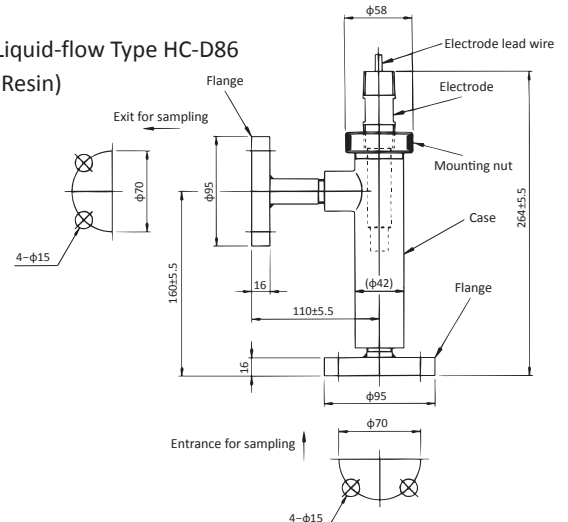 Liquid-flow Type HC-D86
Resin)
ϕ58
Electrode lead wire
Flange
Electrode
Exit for sampling
Mounting nut
ϕ70
ϕ95
264±5.5
Case
4−ϕ15
160±5.5
16
(ϕ42)
Flange
110±5.5
16
ϕ95
ϕ70
Entrance for sampling
4−ϕ15